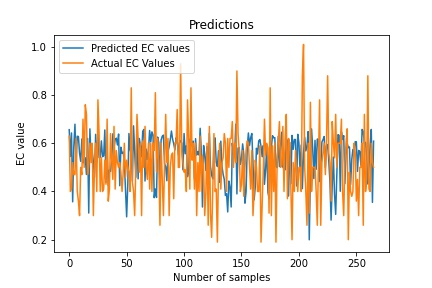 Predictions
Predicted EC values
Actual EC Values
EC value
1.0
0.8
0.6
0.4
0.2
0 50 100 150 200 250
Number of samples